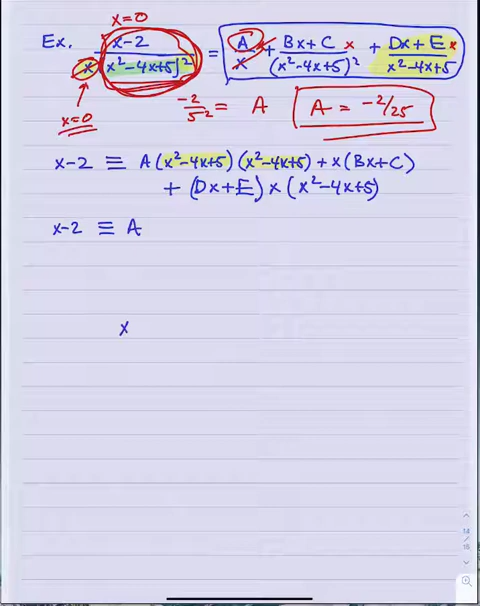 x=0
Ex. x-2 / x(x²-4x+5)² = A/x + Bx+C/(x²-4x+5)² + Dx+E/x²-4x+5
x x
x=0
-2/5² = A
A = -2/25
x-2 ≡ A(x²-4x+5)(x²-4x+5) + x(Bx+C)
+ (Dx+E)x(x²-4x+5)
x-2 ≡ A
x
14
/
15